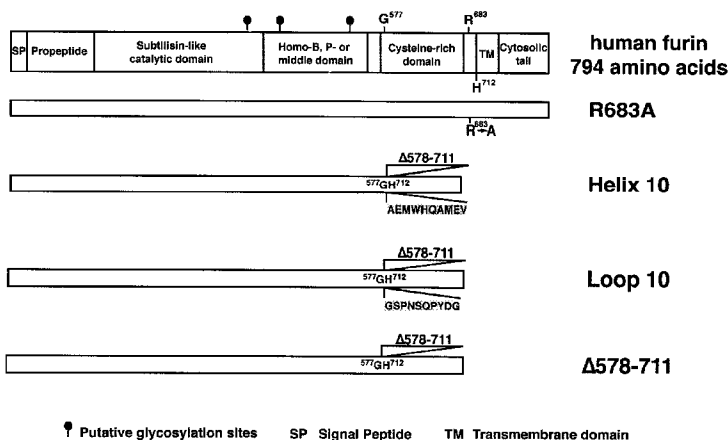 G577 R683
SP Propeptide Subtilisin-like catalytic domain Homo-B, P- or middle domain Cysteine-rich domain TM Cytosolic tail
H712
human furin
794 amino acids
R683A
R683→A
Δ578-711
577GH712
AEMWHQAMEV
Helix 10
Δ578-711
577GH712
GSPNSQPYDG
Loop 10
Δ578-711
577GH712
Δ578-711
Putative glycosylation sites SP Signal Peptide TM Transmembrane domain